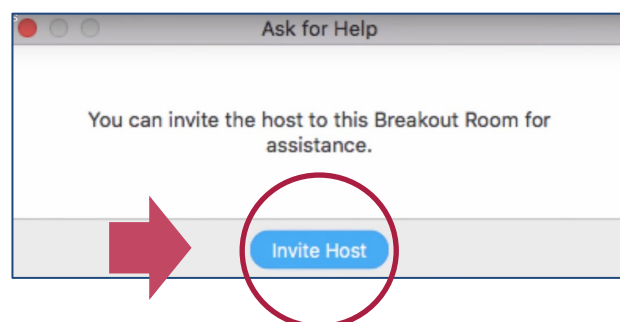 Ask for Help
You can invite the host to this Breakout Room for
assistance.
Invite Host